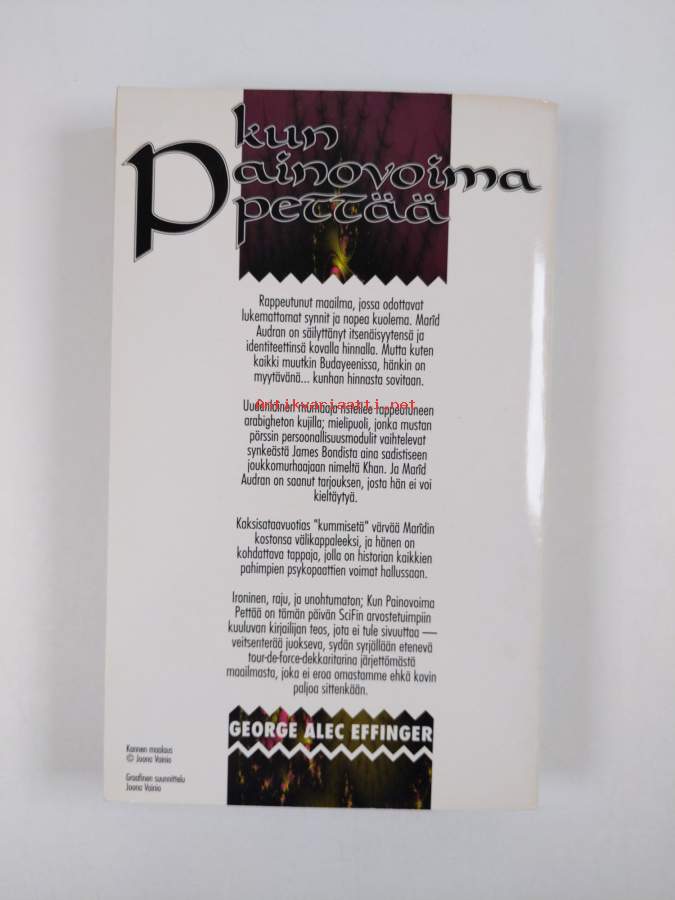 kun
Painovoima
pettää
Rappeutunut maailma, jossa odottavat
lukemattomat synnit ja nopea kuolema. Marîd
Audran on säilyttänyt itsenäisyytensä ja
identiteettinsä kovalla hinnalla. Mutta kuten
kaikki muutkin Budayeenissa, hänkin on
myytävänä... kunhan hinnasta sovitaan.
Antikvariaatti.net
Uudenlainen murhaaja risteilee rappeutuneen
arabigheton kujilla; mielipuoli, jonka mustan
pörssin persoonallisuusmodulit vaihtelevat
synkeästä James Bondista aina sadistiseen
joukkomurhaajaan nimeltä Khan. Ja Marîd
Audran on saanut tarjouksen, josta hän ei voi
kieltäytyä.
Kaksisataavuotias "kummisetä" värvää Marîdin
kostonsa välikappaleeksi, ja hänen on
kohdattava tappaja, jolla on historian kaikkien
pahimpien psykopaattien voimat hallussaan.
Ironinen, raju, ja unohtumaton; Kun Painovoima
Pettää on tämän päivän SciFin arvostetuimpiin
kuuluvan kirjailijan teos, jota ei tule sivuuttaa —
veitsenterää juokseva, sydän syrjällään etenevä
tour-de-force-dekkaritarina järjettömästä
maailmasta, joka ei eroa omastamme ehkä kovin
paljoa sittenkään.
GEORGE ALEC EFFINGER
Kannen maalaus
© Joona Vainio
Graafinen suunnittelu
Joona Vainio